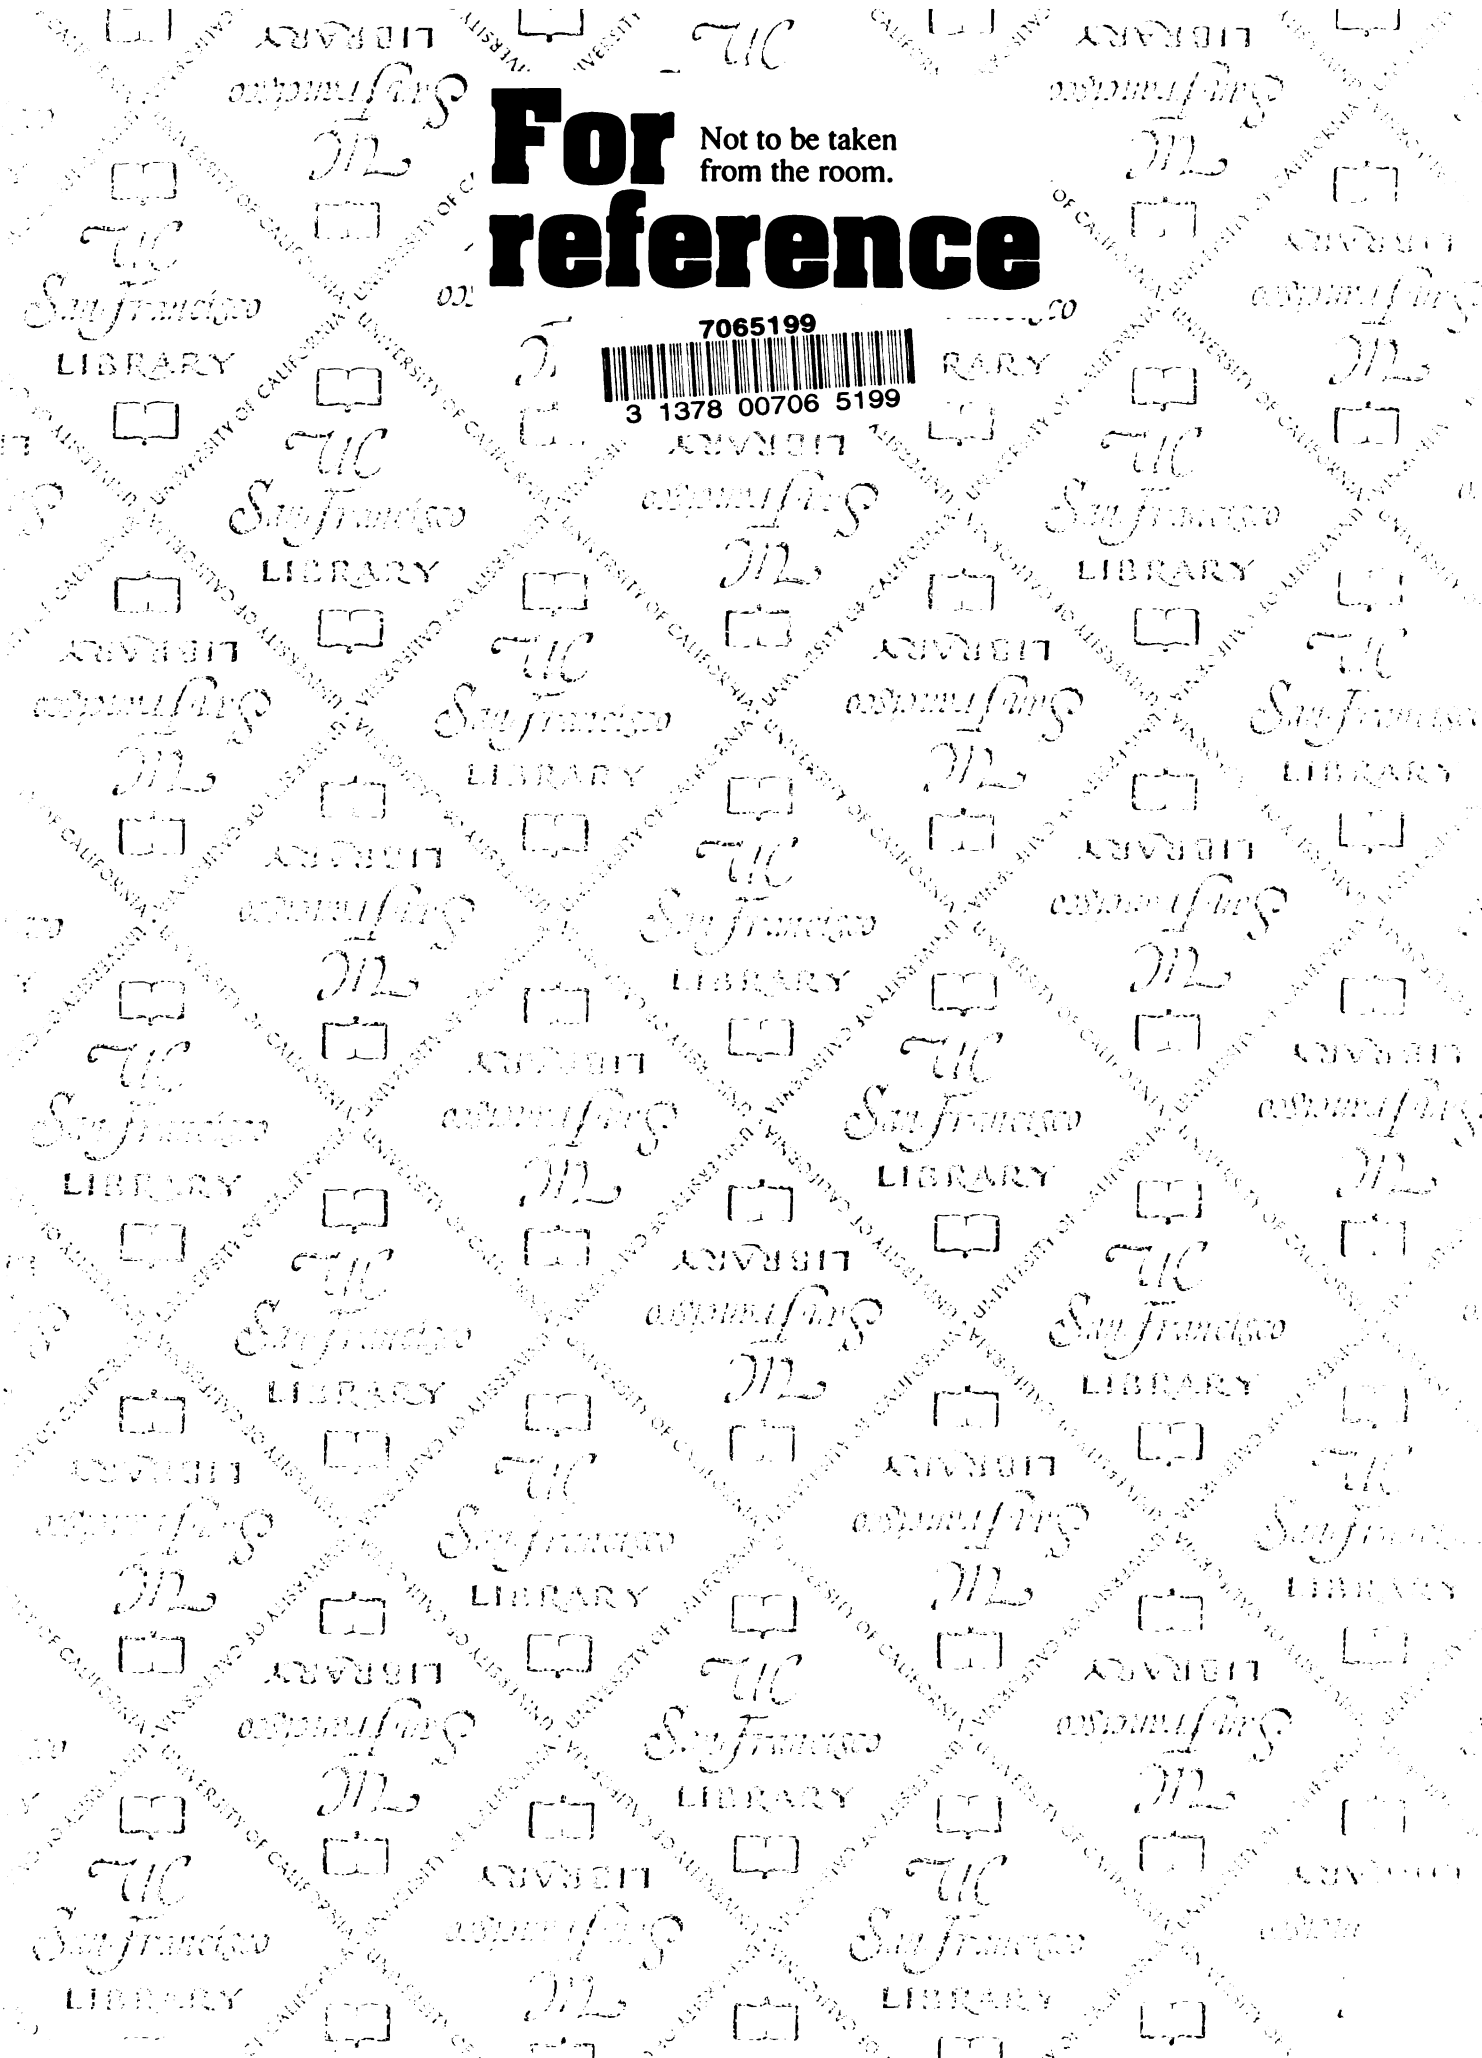 For
Not to be taken
from the room.
reference
7065199
3 1378 00706 5199
UC
San Francisco
LIBRARY
UNIVERSITY OF CALIFORNIA